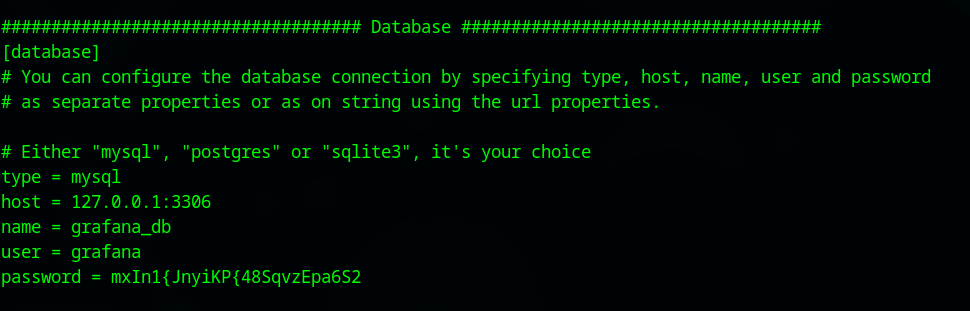 #################################### Database ####################################
[database]
# You can configure the database connection by specifying type, host, name, user and password
# as separate properties or as on string using the url properties.
# Either "mysql", "postgres" or "sqlite3", it's your choice
type = mysql
host = 127.0.0.1:3306
name = grafana_db
user = grafana
password = mxIn1{JnyiKP{48SqvzEpa6S2